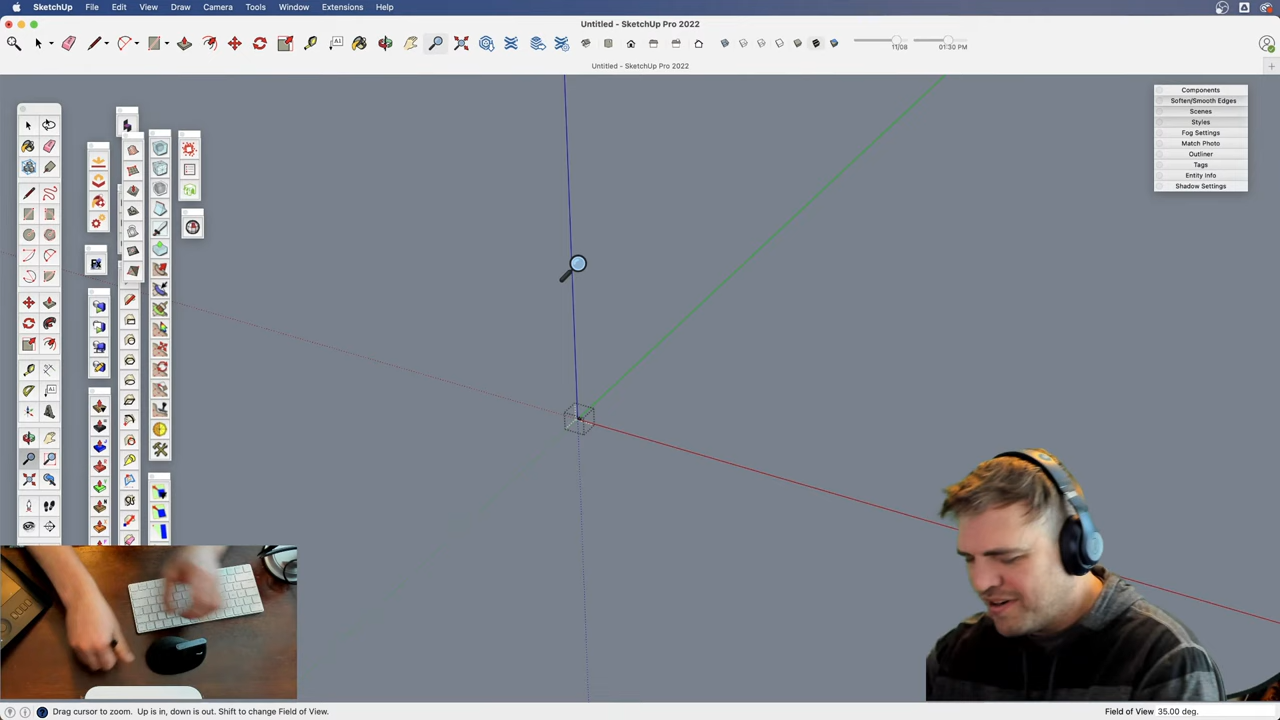 SketchUp File Edit View Draw Camera Tools Window Extensions Help
Untitled - SketchUp Pro 2022
11/08 01:30 PM
Untitled - SketchUp Pro 2022
Components
Soften/Smooth Edges
Scenes
Styles
Fog Settings
Match Photo
Outliner
Tags
Entity Info
Shadow Settings
Drag cursor to zoom. Up is in, down is out. Shift to change Field of View.
Field of View 35.00 deg.